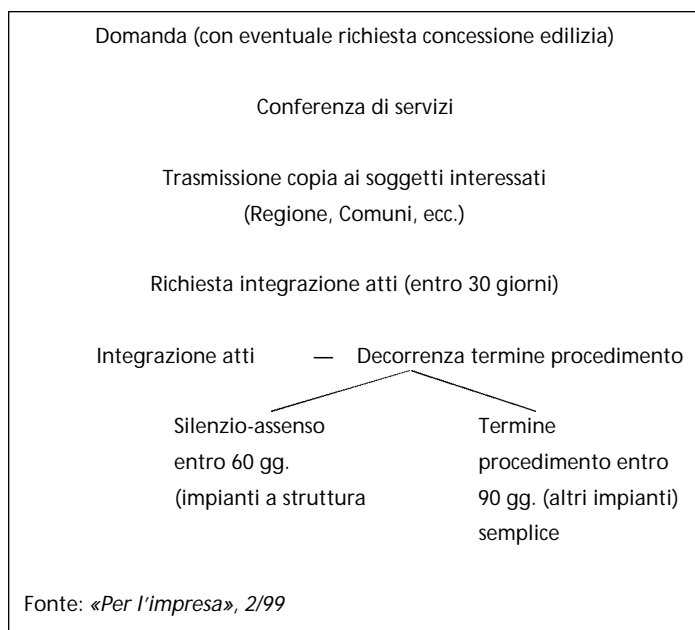 Domanda (con eventuale richiesta concessione edilizia)
Conferenza di servizi
Trasmissione copia ai soggetti interessati
(Regione, Comuni, ecc.)
Richiesta integrazione atti (entro 30 giorni)
Integrazione atti — Decorrenza termine procedimento
Silenzio-assenso
entro 60 gg.
(impianti a struttura
Termine
procedimento entro
90 gg. (altri impianti)
semplice
Fonte: «Per l'impresa», 2/99